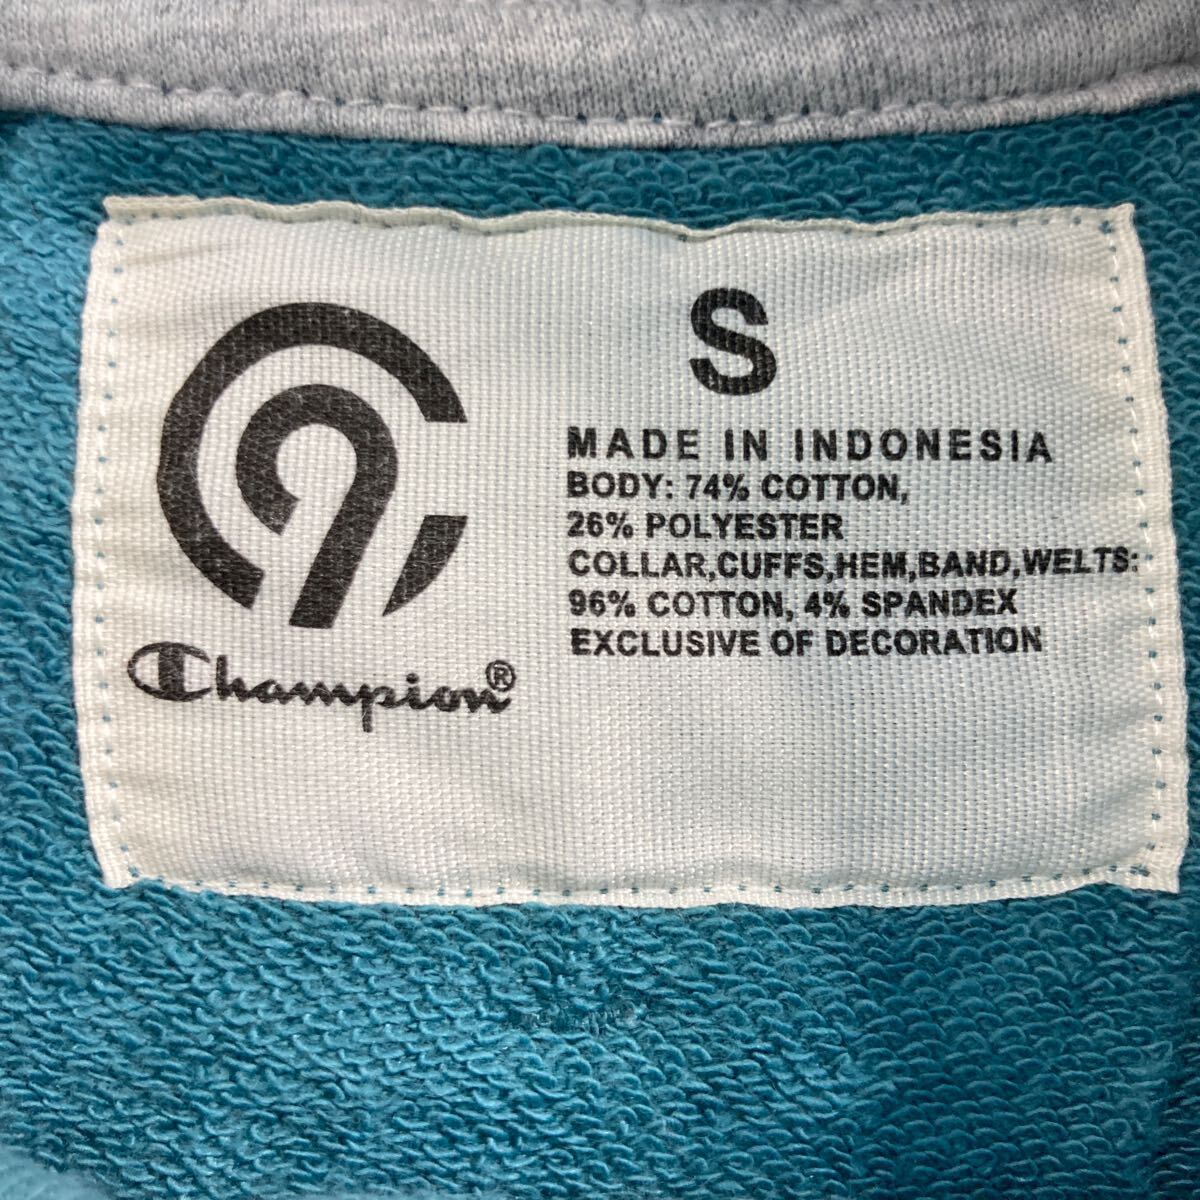 S
MADE IN INDONESIA
BODY: 74% COTTON,
26% POLYESTER
COLLAR,CUFFS,HEM,BAND,WELTS:
96% COTTON, 4% SPANDEX
EXCLUSIVE OF DECORATION
9
Champion®